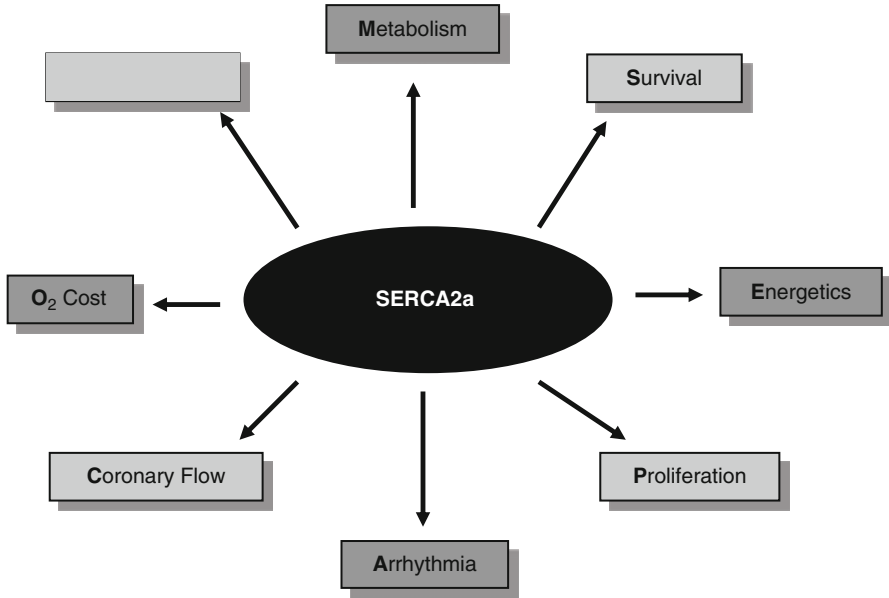 Metabolism
Survival
O₂ Cost
SERCA2a
Energetics
Coronary Flow
Proliferation
Arrhythmia